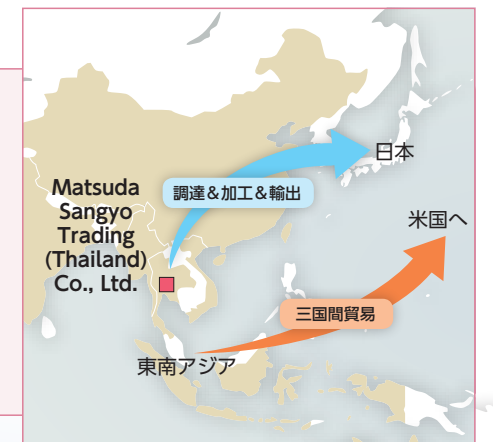 日本
Matsuda
Sangyo
Trading
(Thailand)
Co., Ltd.
調達&加工&輸出
米国へ
三国間貿易
東南アジア